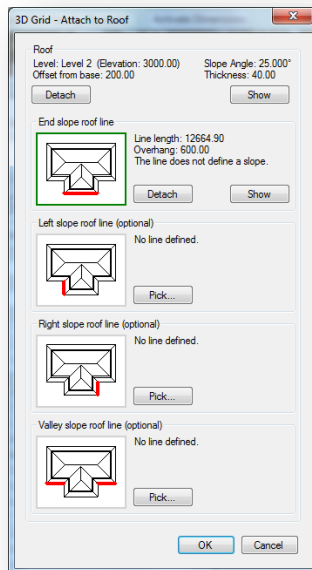 3D Grid - Attach to Roof
Roof
Level: Level 2 (Elevation: 3000.00) Slope Angle: 25.000°
Offset from base: 200.00 Thickness: 40.00
Detach Show
End slope roof line
Line length: 12664.90
Overhang: 600.00
The line does not define a slope.
Detach Show
Left slope roof line (optional)
No line defined.
Pick...
Right slope roof line (optional)
No line defined.
Pick...
Valley slope roof line (optional)
No line defined.
Pick...
OK Cancel